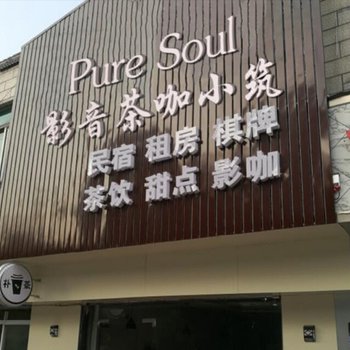 Pure Soul
影音茶咖小筑
民宿 租房 棋牌
茶饮 甜点 影咖